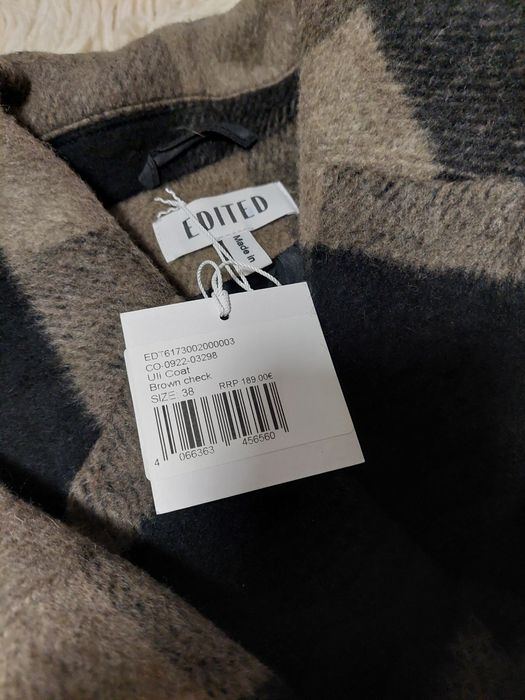 EDITED
Made in
EDT6173002000003
CO-0922-03298
Uli Coat
Brown check
SIZE: 38 RRP 189.00€
4 066363 456560